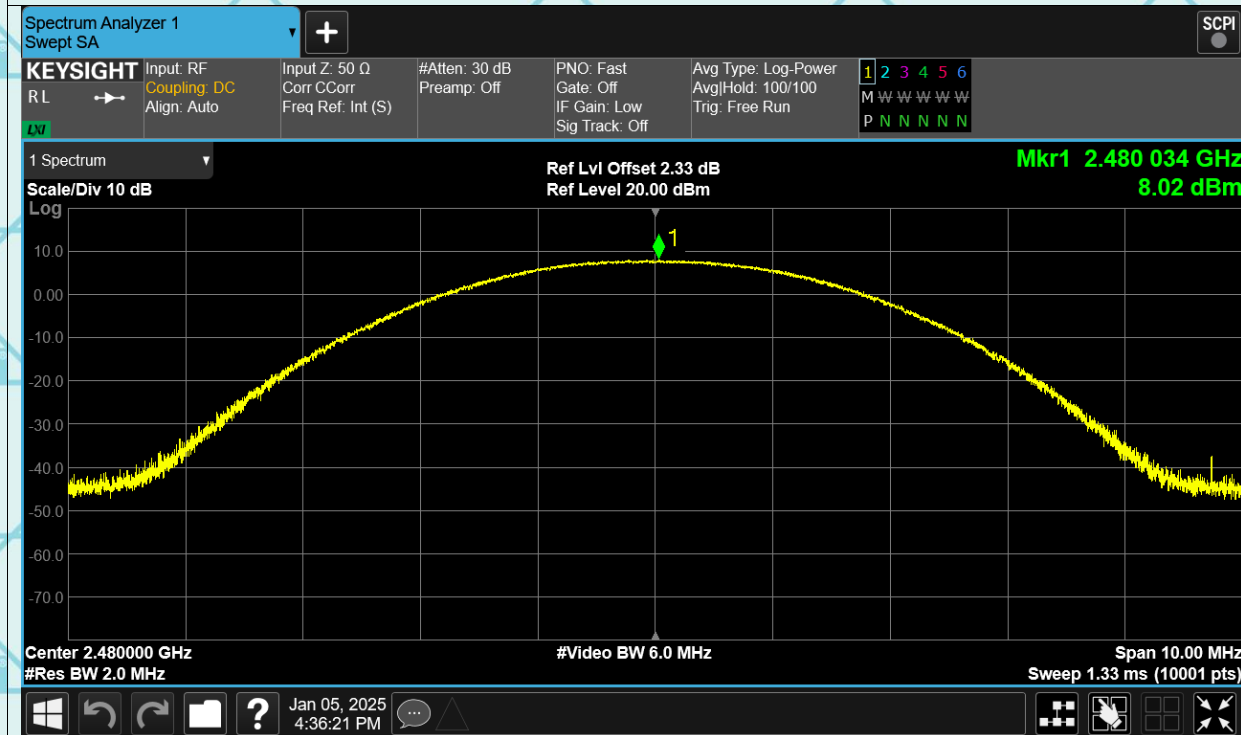 Spectrum Analyzer 1
Swept SA
+
SCPI
KEYSIGHT
RL
LXI
Input: RF
Coupling: DC
Align: Auto
Input Z: 50 Ω
Corr CCorr
Freq Ref: Int (S)
#Atten: 30 dB
Preamp: Off
PNO: Fast
Gate: Off
IF Gain: Low
Sig Track: Off
Avg Type: Log-Power
Avg|Hold: 100/100
Trig: Free Run
1 2 3 4 5 6
M W W W W W
P N N N N N
1 Spectrum
Scale/Div 10 dB
Log
Ref Lvl Offset 2.33 dB
Ref Level 20.00 dBm
Mkr1 2.480 034 GHz
8.02 dBm
1
10.0
0.00
-10.0
-20.0
-30.0
-40.0
-50.0
-60.0
-70.0
Center 2.480000 GHz
#Res BW 2.0 MHz
#Video BW 6.0 MHz
Span 10.00 MHz
Sweep 1.33 ms (10001 pts)
?
Jan 05, 2025
4:36:21 PM